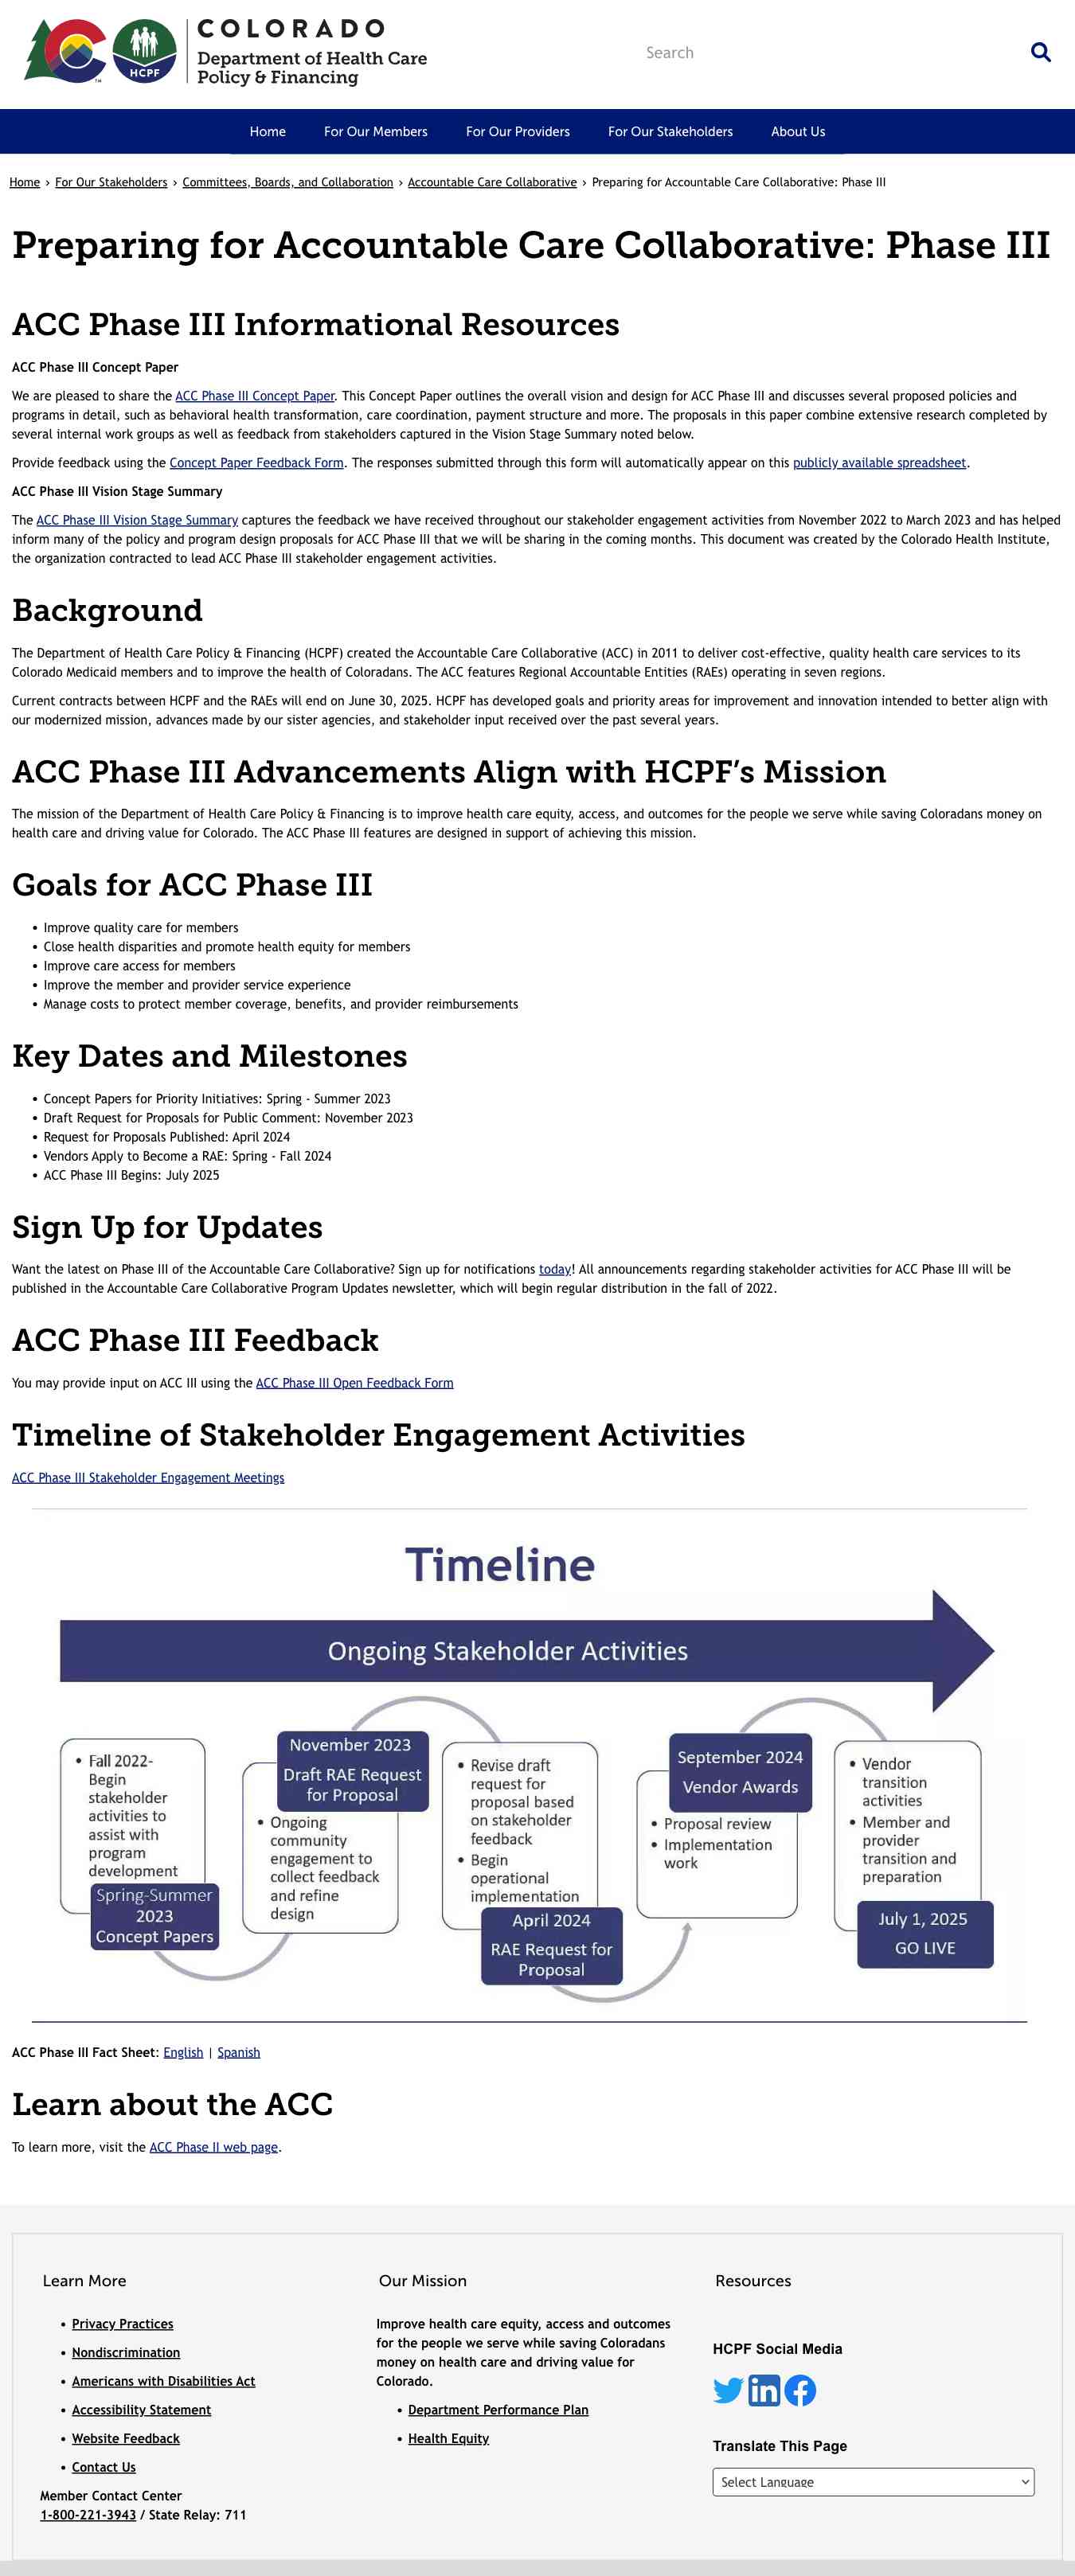 COLORADO
Department of Health Care
Policy & Financing
HCPF
TM
Search
Home For Our Members For Our Providers For Our Stakeholders About Us
Home › For Our Stakeholders › Committees, Boards, and Collaboration › Accountable Care Collaborative › Preparing for Accountable Care Collaborative: Phase III
Preparing for Accountable Care Collaborative: Phase III
ACC Phase III Informational Resources
ACC Phase III Concept Paper
We are pleased to share the ACC Phase III Concept Paper. This Concept Paper outlines the overall vision and design for ACC Phase III and discusses several proposed policies and
programs in detail, such as behavioral health transformation, care coordination, payment structure and more. The proposals in this paper combine extensive research completed by
several internal work groups as well as feedback from stakeholders captured in the Vision Stage Summary noted below.
Provide feedback using the Concept Paper Feedback Form. The responses submitted through this form will automatically appear on this publicly available spreadsheet.
ACC Phase III Vision Stage Summary
The ACC Phase III Vision Stage Summary captures the feedback we have received throughout our stakeholder engagement activities from November 2022 to March 2023 and has helped
inform many of the policy and program design proposals for ACC Phase III that we will be sharing in the coming months. This document was created by the Colorado Health Institute,
the organization contracted to lead ACC Phase III stakeholder engagement activities.
Background
The Department of Health Care Policy & Financing (HCPF) created the Accountable Care Collaborative (ACC) in 2011 to deliver cost-effective, quality health care services to its
Colorado Medicaid members and to improve the health of Coloradans. The ACC features Regional Accountable Entities (RAEs) operating in seven regions.
Current contracts between HCPF and the RAEs will end on June 30, 2025. HCPF has developed goals and priority areas for improvement and innovation intended to better align with
our modernized mission, advances made by our sister agencies, and stakeholder input received over the past several years.
ACC Phase III Advancements Align with HCPF's Mission
The mission of the Department of Health Care Policy & Financing is to improve health care equity, access, and outcomes for the people we serve while saving Coloradans money on
health care and driving value for Colorado. The ACC Phase III features are designed in support of achieving this mission.
Goals for ACC Phase III
• Improve quality care for members
• Close health disparities and promote health equity for members
• Improve care access for members
• Improve the member and provider service experience
• Manage costs to protect member coverage, benefits, and provider reimbursements
Key Dates and Milestones
• Concept Papers for Priority Initiatives: Spring - Summer 2023
• Draft Request for Proposals for Public Comment: November 2023
• Request for Proposals Published: April 2024
• Vendors Apply to Become a RAE: Spring - Fall 2024
• ACC Phase III Begins: July 2025
Sign Up for Updates
Want the latest on Phase III of the Accountable Care Collaborative? Sign up for notifications today! All announcements regarding stakeholder activities for ACC Phase III will be
published in the Accountable Care Collaborative Program Updates newsletter, which will begin regular distribution in the fall of 2022.
ACC Phase III Feedback
You may provide input on ACC III using the ACC Phase III Open Feedback Form
Timeline of Stakeholder Engagement Activities
ACC Phase III Stakeholder Engagement Meetings
Timeline
Ongoing Stakeholder Activities
• Fall 2022-
Begin
stakeholder
activities to
assist with
program
development
Spring-Summer
2023
Concept Papers
November 2023
Draft RAE Request
for Proposal
• Ongoing
community
engagement to
collect feedback
and refine
design
• Revise draft
request for
proposal based
on stakeholder
feedback
• Begin
operational
implementation
April 2024
RAE Request for
Proposal
September 2024
Vendor Awards
• Proposal review
• Implementation
work
• Vendor
transition
activities
• Member and
provider
transition and
preparation
July 1, 2025
GO LIVE
ACC Phase III Fact Sheet: English | Spanish
Learn about the ACC
To learn more, visit the ACC Phase II web page.
Learn More
• Privacy Practices
• Nondiscrimination
• Americans with Disabilities Act
• Accessibility Statement
• Website Feedback
• Contact Us
Member Contact Center
1-800-221-3943 / State Relay: 711
Our Mission
Improve health care equity, access and outcomes
for the people we serve while saving Coloradans
money on health care and driving value for
Colorado.
• Department Performance Plan
• Health Equity
Resources
HCPF Social Media
in
Translate This Page
Select Language